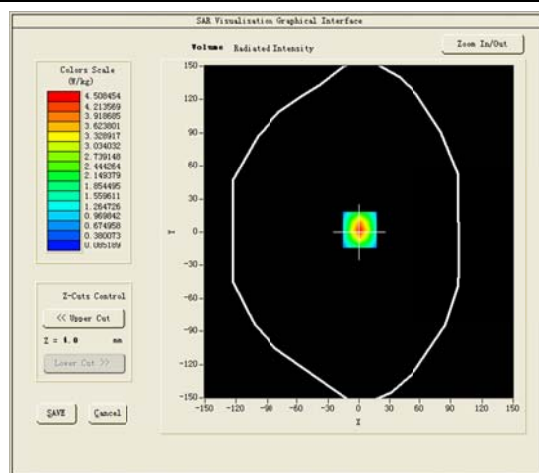 SAR Visualisation Graphical Interface
Volume Radiated Intensity
Zoom In/Out
Colors Scale
(W/kg)
4.508454
4.213569
3.918685
3.623801
3.328917
3.034032
2.739148
2.444264
2.149379
1.854495
1.559611
1.264726
0.969842
0.674958
0.380073
0.085189
150
120
90
60
30
0
-30
-60
-90
-120
-150
Y
-150 -120 -90 -60 -30 0 30 60 90 120 150
X
Z-Cuts Control
<< Upper Cut
Z = 4.0 mm
Lower Cut >>
SAVE Cancel